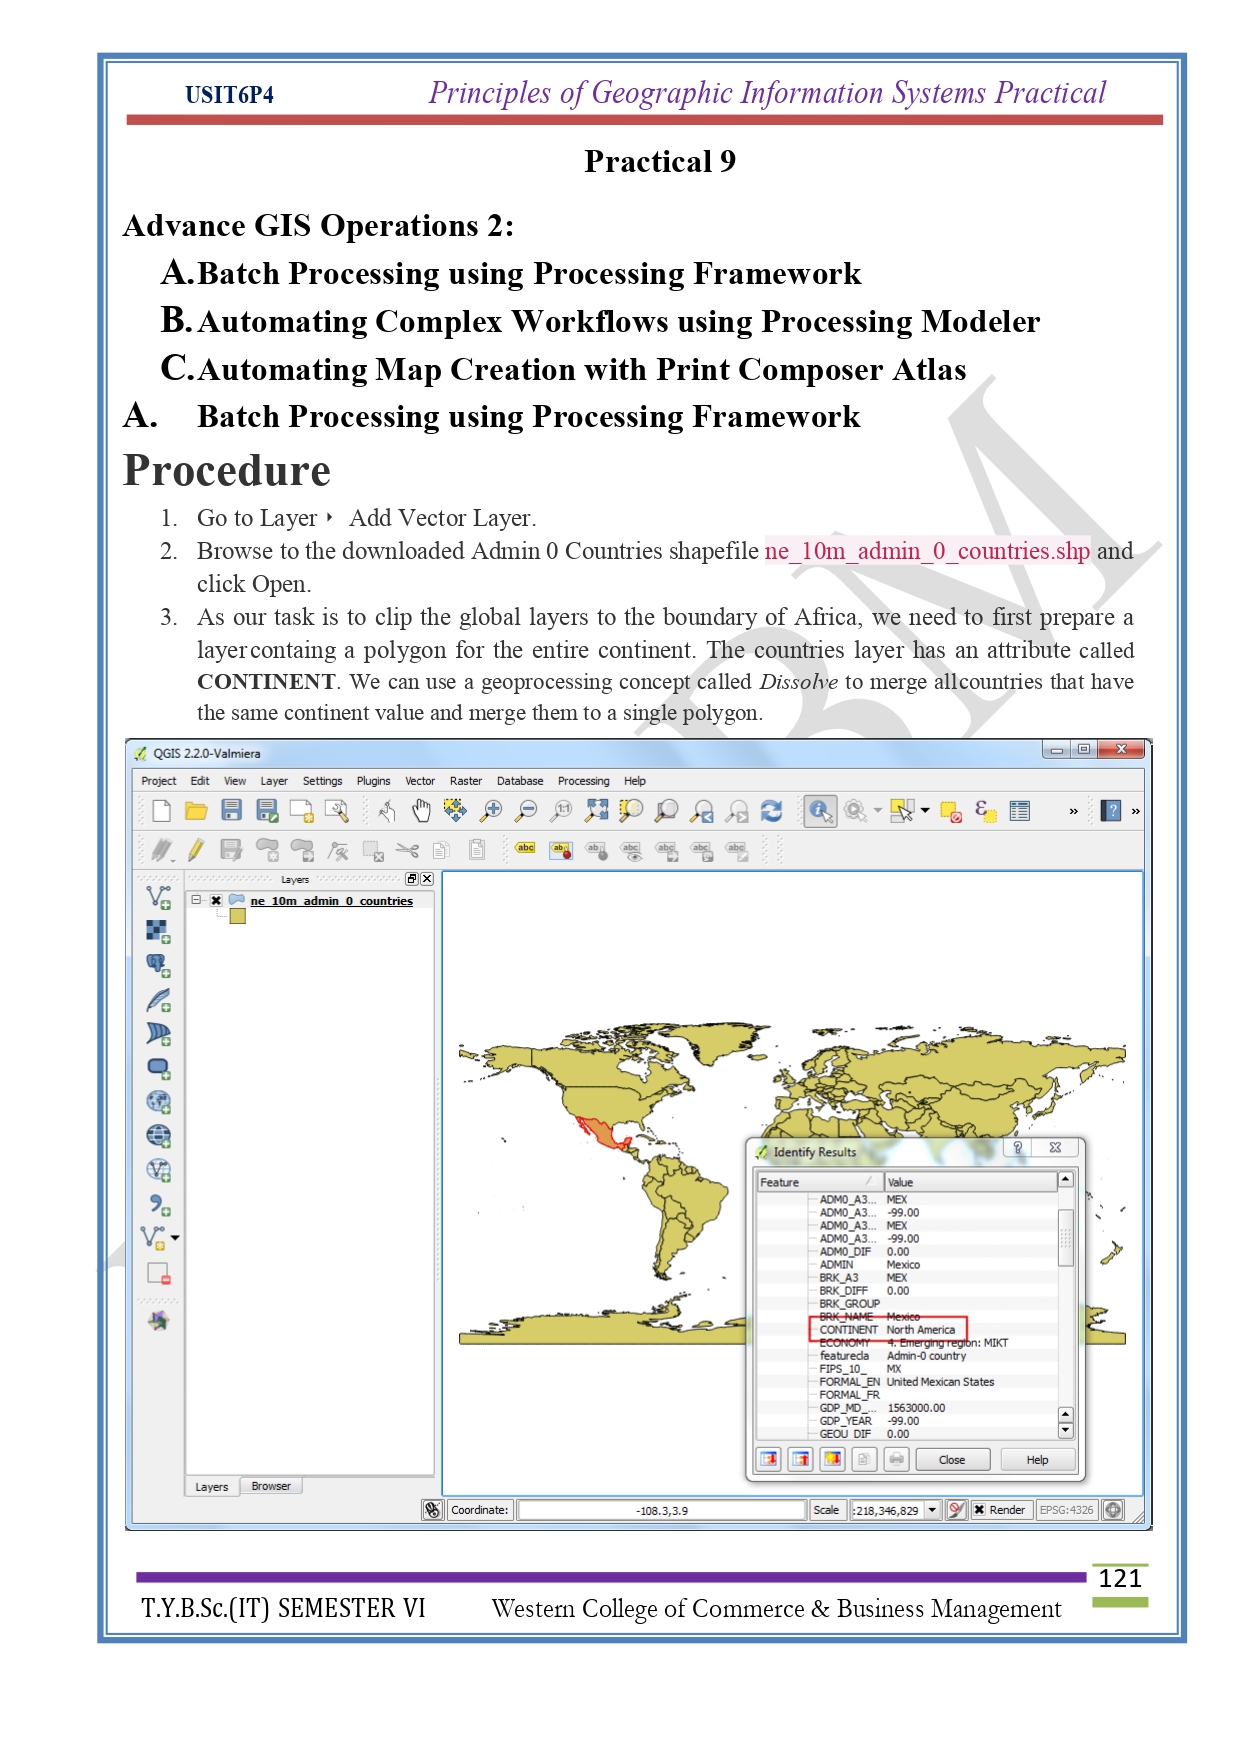 USIT6P4 Principles of Geographic Information Systems Practical
Practical 9
Advance GIS Operations 2:
A.Batch Processing using Processing Framework
B.Automating Complex Workflows using Processing Modeler
C.Automating Map Creation with Print Composer Atlas
A. Batch Processing using Processing Framework
Procedure
1. Go to Layer ‣ Add Vector Layer.
2. Browse to the downloaded Admin 0 Countries shapefile ne_10m_admin_0_countries.shp and
click Open.
3. As our task is to clip the global layers to the boundary of Africa, we need to first prepare a
layercontaing a polygon for the entire continent. The countries layer has an attribute called
CONTINENT. We can use a geoprocessing concept called Dissolve to merge allcountries that have
the same continent value and merge them to a single polygon.
QGIS 2.2.0-Valmiera
Project Edit View Layer Settings Plugins Vector Raster Database Processing Help
1:1
abc abc abc abc abc abc abc
Layers
ne_10m_admin_0_countries
Identify Results
Feature Value
ADM0_A3... MEX
ADM0_A3... -99.00
ADM0_A3... MEX
ADM0_A3... -99.00
ADM0_DIF 0.00
ADMIN Mexico
BRK_A3 MEX
BRK_DIFF 0.00
BRK_GROUP
BRK_NAME Mexico
CONTINENT North America
ECONOMY 4. Emerging region: MIKT
featurecla Admin-0 country
FIPS_10_ MX
FORMAL_EN United Mexican States
FORMAL_FR
GDP_MD_... 1563000.00
GDP_YEAR -99.00
GEOU_DIF 0.00
Close Help
Layers Browser
Coordinate: -108.3,3.9 Scale :218,346,829 Render EPSG:4326
121
T.Y.B.Sc.(IT) SEMESTER VI Western College of Commerce & Business Management